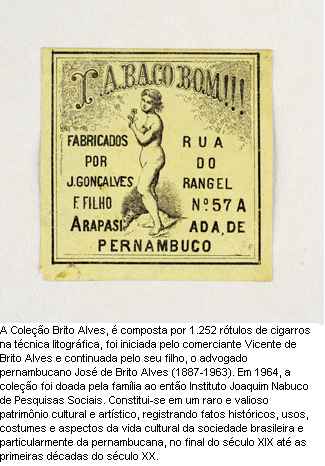 TABACO BOM!!!
FABRICADOS RUA
POR DO
J. GONÇALVES RANGEL
E FILHO Nº 57 A
ARAPASI ADA, DE
PERNAMBUCO
A Coleção Brito Alves, é composta por 1.252 rótulos de cigarros
na técnica litográfica, foi iniciada pelo comerciante Vicente de
Brito Alves e continuada pelo seu filho, o advogado
pernambucano José de Brito Alves (1887-1963). Em 1964, a
coleção foi doada pela família ao então Instituto Joaquim Nabuco
de Pesquisas Sociais. Constitui-se em um raro e valioso
patrimônio cultural e artístico, registrando fatos históricos, usos,
costumes e aspectos da vida cultural da sociedade brasileira e
particularmente da pernambucana, no final do século XIX até as
primeiras décadas do século XX.